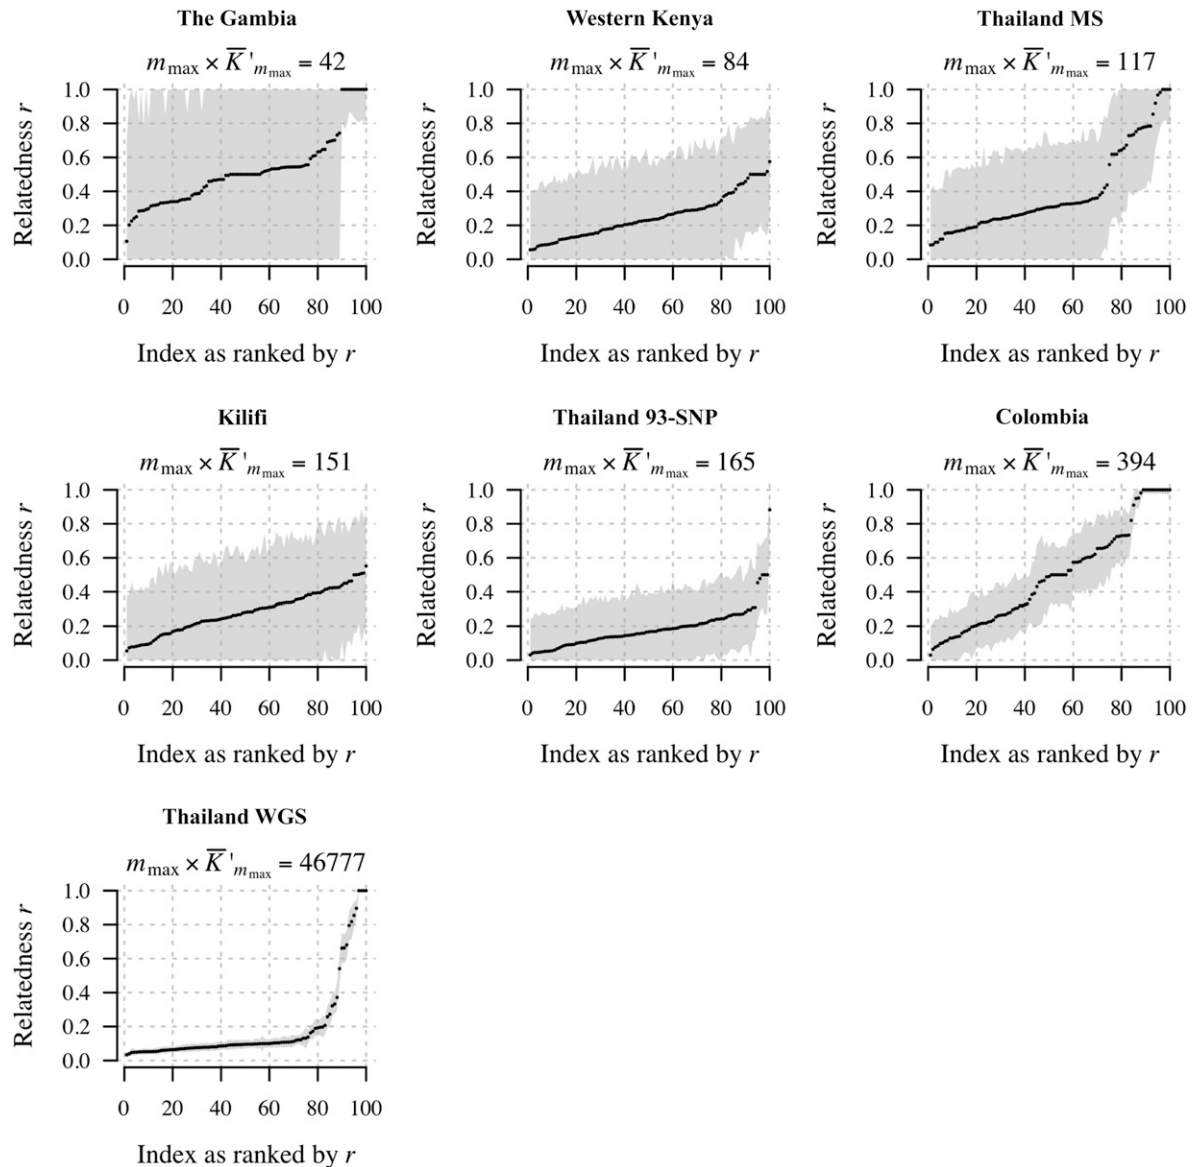 The Gambia
m_max × K̅'_m_max = 42
Relatedness r
1.0
0.8
0.6
0.4
0.2
0.0
0 20 40 60 80 100
Index as ranked by r
Western Kenya
m_max × K̅'_m_max = 84
Relatedness r
1.0
0.8
0.6
0.4
0.2
0.0
0 20 40 60 80 100
Index as ranked by r
Thailand MS
m_max × K̅'_m_max = 117
Relatedness r
1.0
0.8
0.6
0.4
0.2
0.0
0 20 40 60 80 100
Index as ranked by r
Kilifi
m_max × K̅'_m_max = 151
Relatedness r
1.0
0.8
0.6
0.4
0.2
0.0
0 20 40 60 80 100
Index as ranked by r
Thailand 93-SNP
m_max × K̅'_m_max = 165
Relatedness r
1.0
0.8
0.6
0.4
0.2
0.0
0 20 40 60 80 100
Index as ranked by r
Colombia
m_max × K̅'_m_max = 394
Relatedness r
1.0
0.8
0.6
0.4
0.2
0.0
0 20 40 60 80 100
Index as ranked by r
Thailand WGS
m_max × K̅'_m_max = 46777
Relatedness r
1.0
0.8
0.6
0.4
0.2
0.0
0 20 40 60 80 100
Index as ranked by r